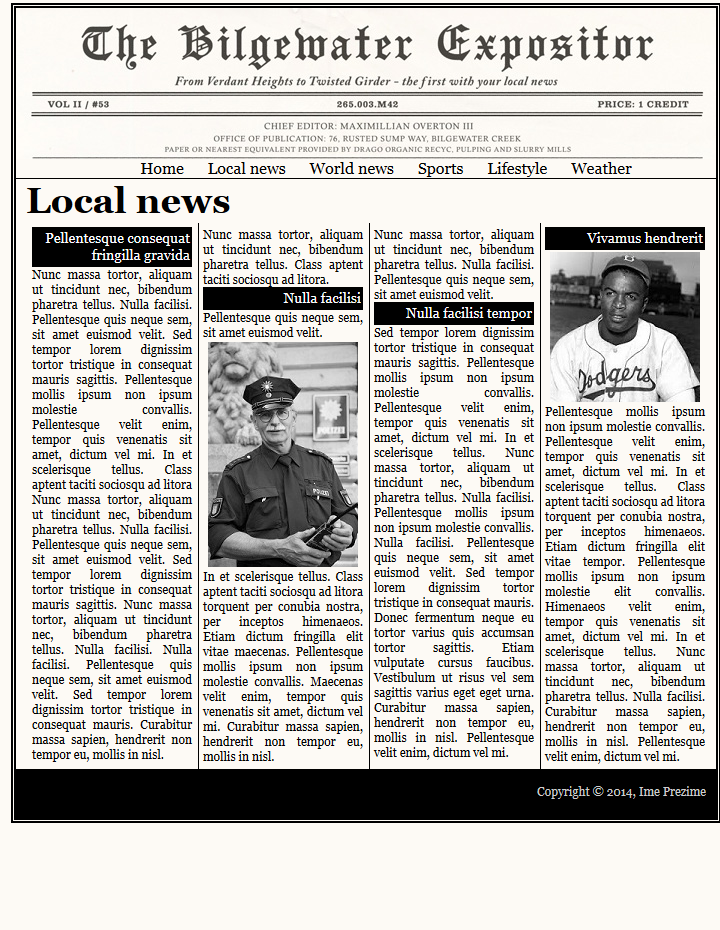 The Bilgewater Expositor
From Verdant Heights to Twisted Girder - the first with your local news
VOL II / #53 265.003.M42 PRICE: 1 CREDIT
CHIEF EDITOR: MAXIMILLIAN OVERTON III
OFFICE OF PUBLICATION: 76, RUSTED SUMP WAY, BILGEWATER CREEK
PAPER OR NEAREST EQUIVALENT PROVIDED BY DRAGO ORGANIC RECYC, PULPING AND SLURRY MILLS
Home Local news World news Sports Lifestyle Weather
Local news
Pellentesque consequat
fringilla gravida
Nunc massa tortor, aliquam
ut tincidunt nec, bibendum
pharetra tellus. Nulla facilisi.
Pellentesque quis neque sem,
sit amet euismod velit. Sed
tempor lorem dignissim
tortor tristique in consequat
mauris sagittis. Pellentesque
mollis ipsum non ipsum
molestie convallis.
Pellentesque velit enim,
tempor quis venenatis sit
amet, dictum vel mi. In et
scelerisque tellus. Class
aptent taciti sociosqu ad litora
Nunc massa tortor, aliquam
ut tincidunt nec, bibendum
pharetra tellus. Nulla facilisi.
Pellentesque quis neque sem,
sit amet euismod velit. Sed
tempor lorem dignissim
tortor tristique in consequat
mauris sagittis. Nunc massa
tortor, aliquam ut tincidunt
nec, bibendum pharetra
tellus. Nulla facilisi. Nulla
facilisi. Pellentesque quis
neque sem, sit amet euismod
velit. Sed tempor lorem
dignissim tortor tristique in
consequat mauris. Curabitur
massa sapien, hendrerit non
tempor eu, mollis in nisl.
Nunc massa tortor, aliquam
ut tincidunt nec, bibendum
pharetra tellus. Class aptent
taciti sociosqu ad litora.
Nulla facilisi
Pellentesque quis neque sem,
sit amet euismod velit.
POLIZEI
POLIZEI
In et scelerisque tellus. Class
aptent taciti sociosqu ad litora
torquent per conubia nostra,
per inceptos himenaeos.
Etiam dictum fringilla elit
vitae maecenas. Pellentesque
mollis ipsum non ipsum
molestie convallis. Maecenas
velit enim, tempor quis
venenatis sit amet, dictum vel
mi. Curabitur massa sapien,
hendrerit non tempor eu,
mollis in nisl.
Nunc massa tortor, aliquam
ut tincidunt nec, bibendum
pharetra tellus. Nulla facilisi.
Pellentesque quis neque sem,
sit amet euismod velit.
Nulla facilisi tempor
Sed tempor lorem dignissim
tortor tristique in consequat
mauris sagittis. Pellentesque
mollis ipsum non ipsum
molestie convallis.
Pellentesque velit enim,
tempor quis venenatis sit
amet, dictum vel mi. In et
scelerisque tellus. Nunc
massa tortor, aliquam ut
tincidunt nec, bibendum
pharetra tellus. Nulla facilisi.
Pellentesque mollis ipsum
non ipsum molestie convallis.
Nulla facilisi. Pellentesque
quis neque sem, sit amet
euismod velit. Sed tempor
lorem dignissim tortor
tristique in consequat mauris.
Donec fermentum neque eu
tortor varius quis accumsan
tortor sagittis. Etiam
vulputate cursus faucibus.
Vestibulum ut risus vel sem
sagittis varius eget eget urna.
Curabitur massa sapien,
hendrerit non tempor eu,
mollis in nisl. Pellentesque
velit enim, dictum vel mi.
Vivamus hendrerit
B
Dodgers
Pellentesque mollis ipsum
non ipsum molestie convallis.
Pellentesque velit enim,
tempor quis venenatis sit
amet, dictum vel mi. In et
scelerisque tellus. Class
aptent taciti sociosqu ad litora
torquent per conubia nostra,
per inceptos himenaeos.
Etiam dictum fringilla elit
vitae tempor. Pellentesque
mollis ipsum non ipsum
molestie elit convallis.
Himenaeos velit enim,
tempor quis venenatis sit
amet, dictum vel mi. In et
scelerisque tellus. Nunc
massa tortor, aliquam ut
tincidunt nec, bibendum
pharetra tellus. Nulla facilisi.
Curabitur massa sapien,
hendrerit non tempor eu,
mollis in nisl. Pellentesque
velit enim, dictum vel mi.
Copyright © 2014, Ime Prezime